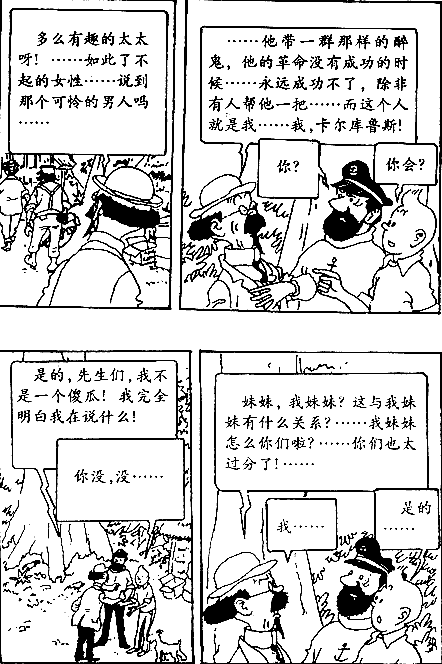 多么有趣的太太
呀！……如此了不
起的女性……说到
那个可怜的男人吗
……
……他带一群那样的醉
鬼，他的革命没有成功的时
候……永远成功不了，除非
有人帮他一把……而这个人
就是我……我，卡尔库鲁斯！
你？
你会？
是的，先生们，我不
是一个傻瓜！我完全
明白我在说什么！
你没，没……
妹妹，我妹妹？这与我妹
妹有什么关系？……我妹妹
怎么你们啦？……你们也太
过分了！……
我……
是的
……